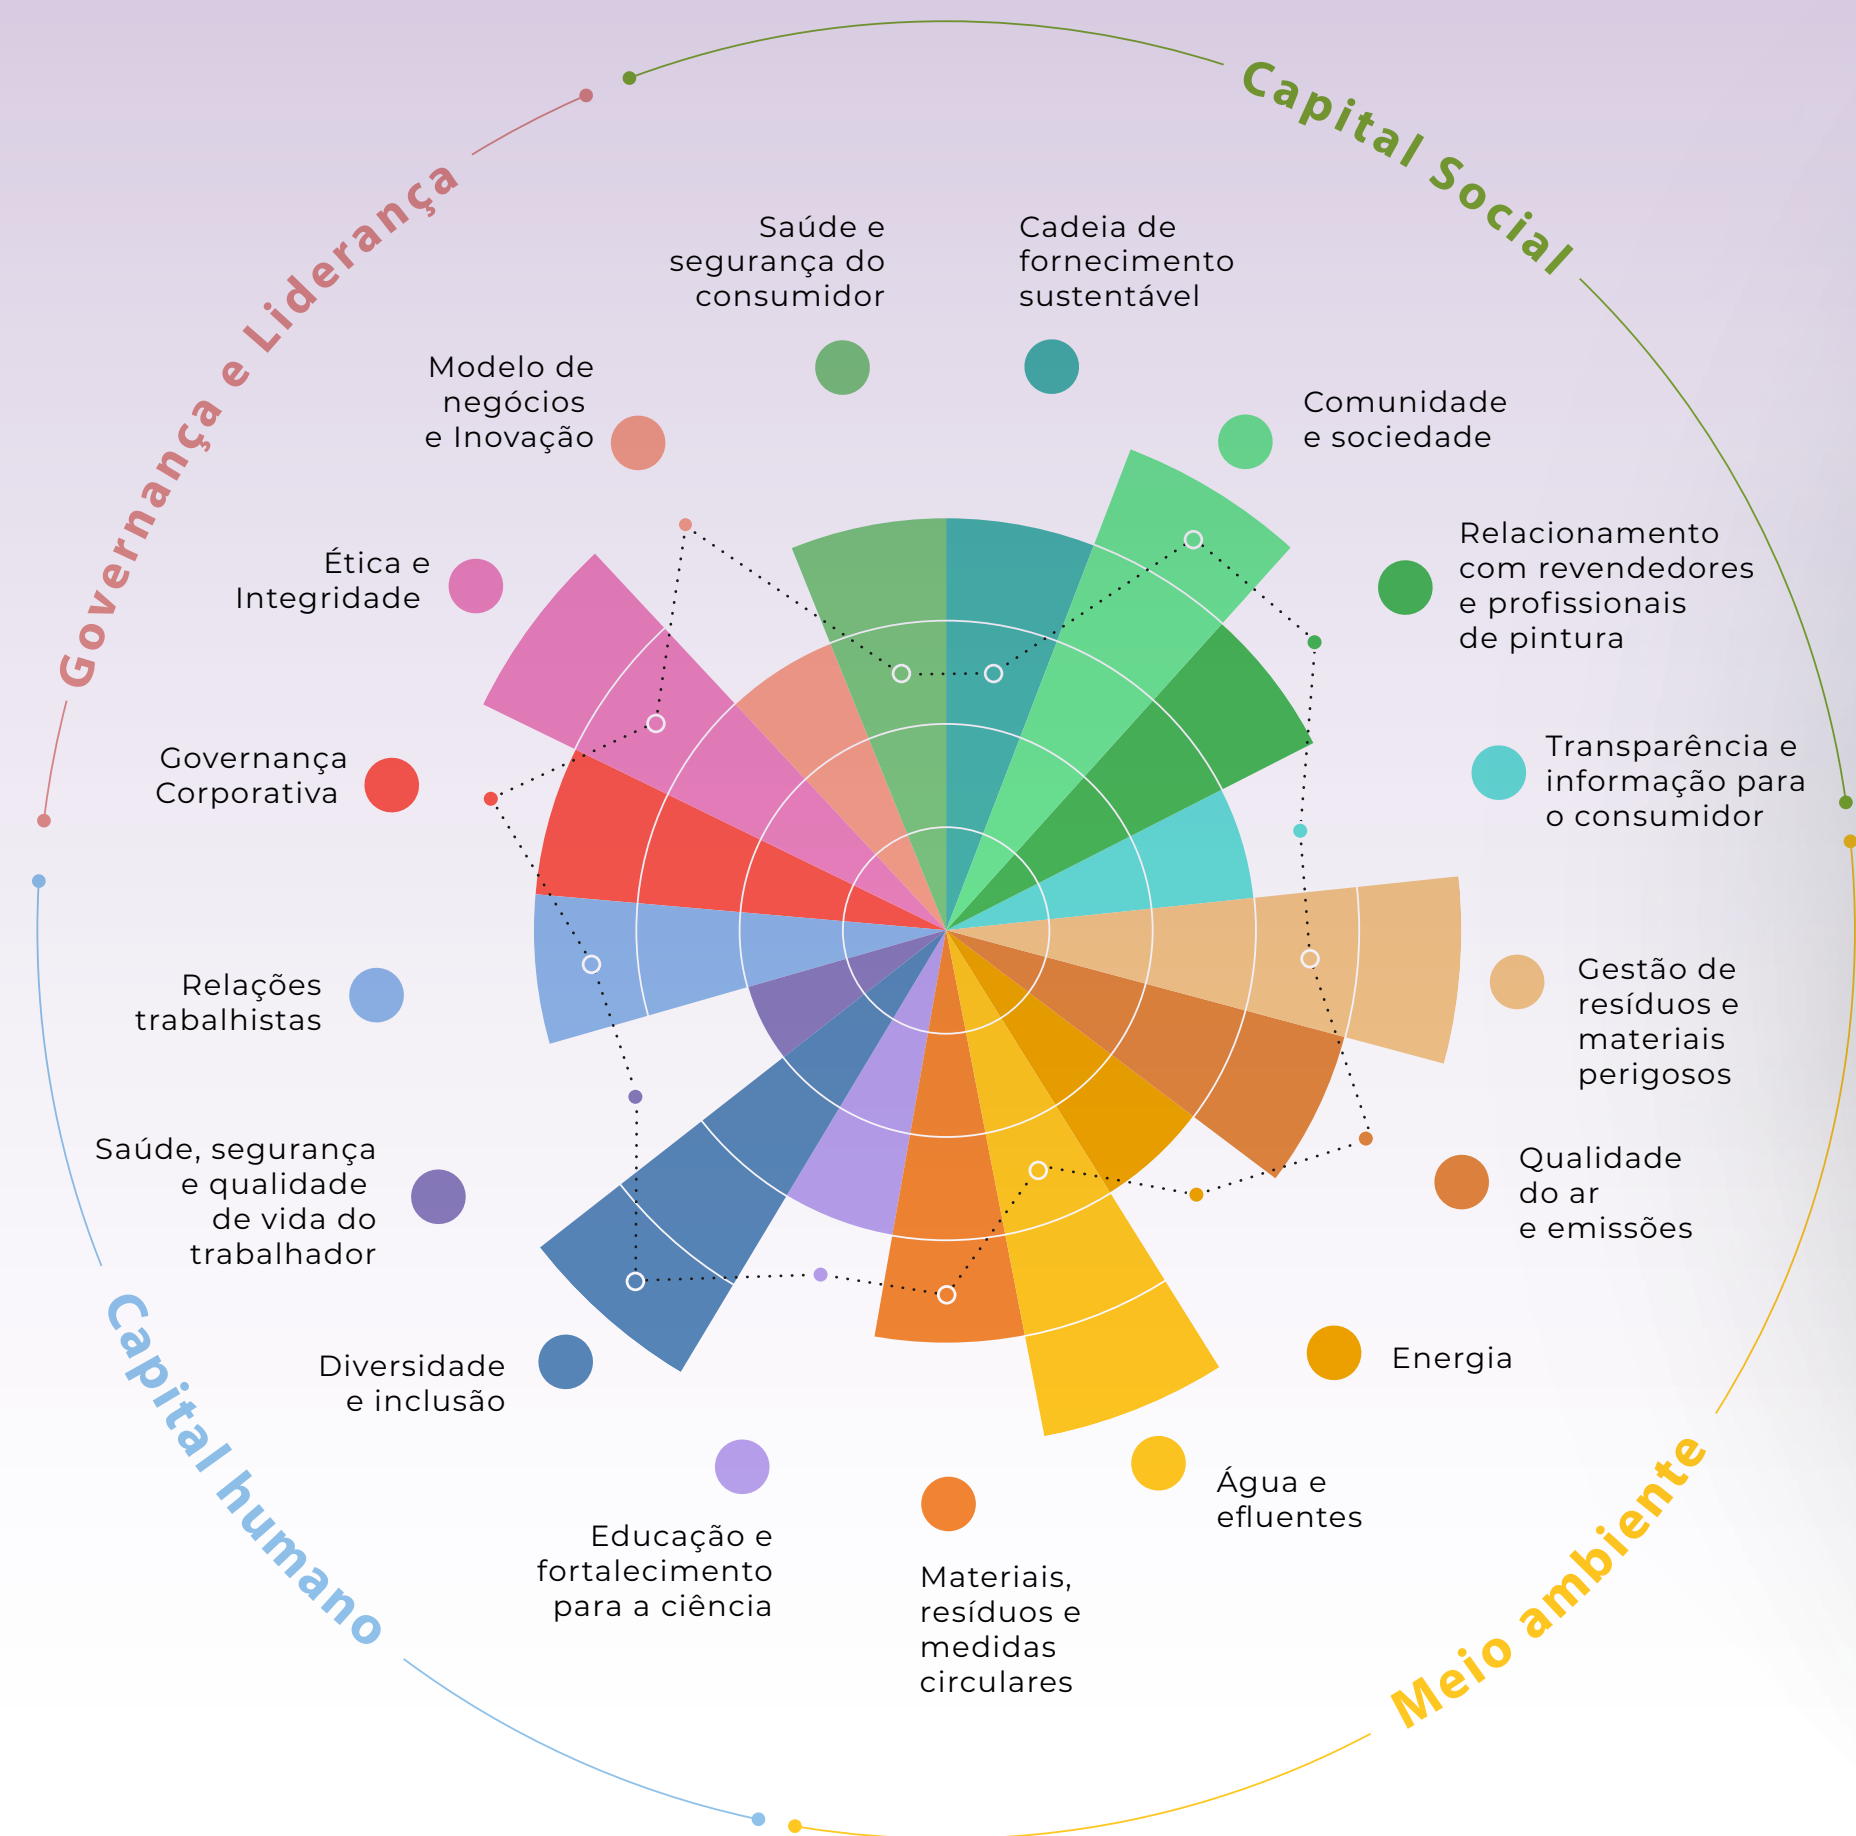 Capital Social
Governança e Liderança
Capital humano
Meio ambiente
Saúde e
segurança do
consumidor
Cadeia de
fornecimento
sustentável
Comunidade
e sociedade
Relacionamento
com revendedores
e profissionais
de pintura
Transparência e
informação para
o consumidor
Gestão de
resíduos e
materiais
perigosos
Qualidade
do ar
e emissões
Energia
Água e
efluentes
Materiais,
resíduos e
medidas
circulares
Educação e
fortalecimento
para a ciência
Diversidade
e inclusão
Saúde, segurança
e qualidade
de vida do
trabalhador
Relações
trabalhistas
Governança
Corporativa
Ética e
Integridade
Modelo de
negócios
e Inovação